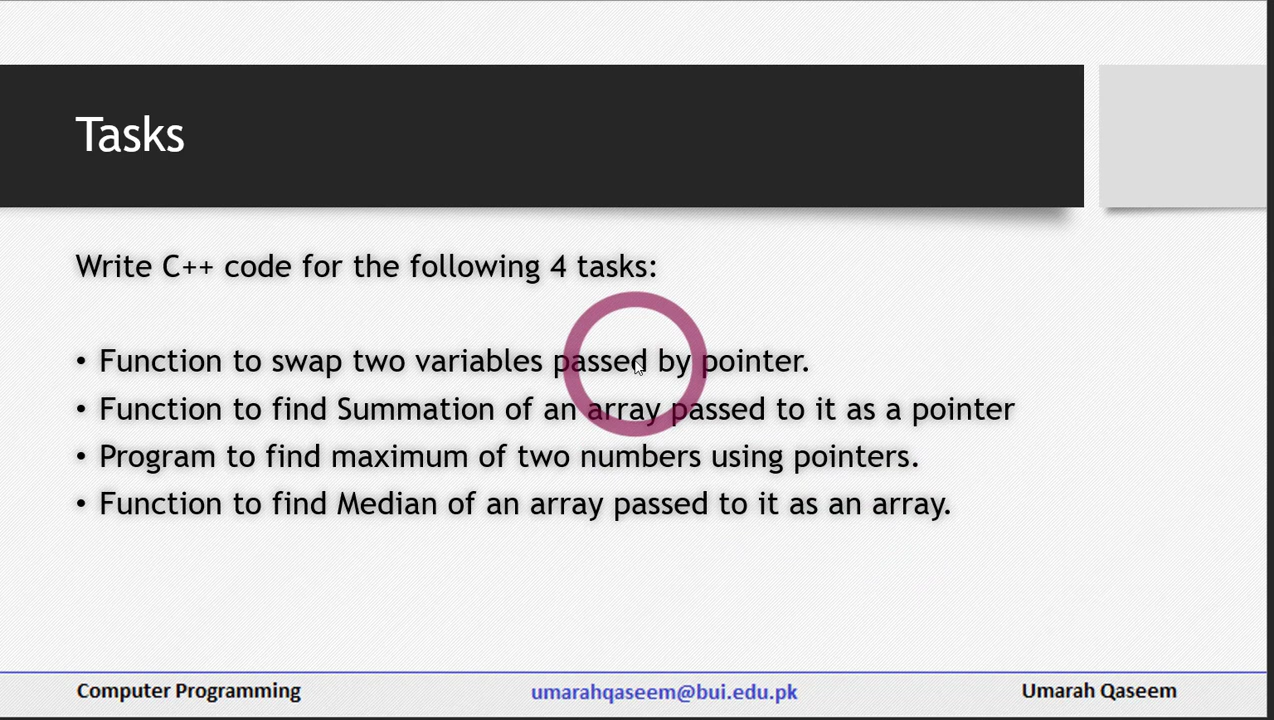 Tasks
Write C++ code for the following 4 tasks:
• Function to swap two variables passed by pointer.
• Function to find Summation of an array passed to it as a pointer
• Program to find maximum of two numbers using pointers.
• Function to find Median of an array passed to it as an array.
Computer Programming umarahqaseem@bui.edu.pk Umarah Qaseem